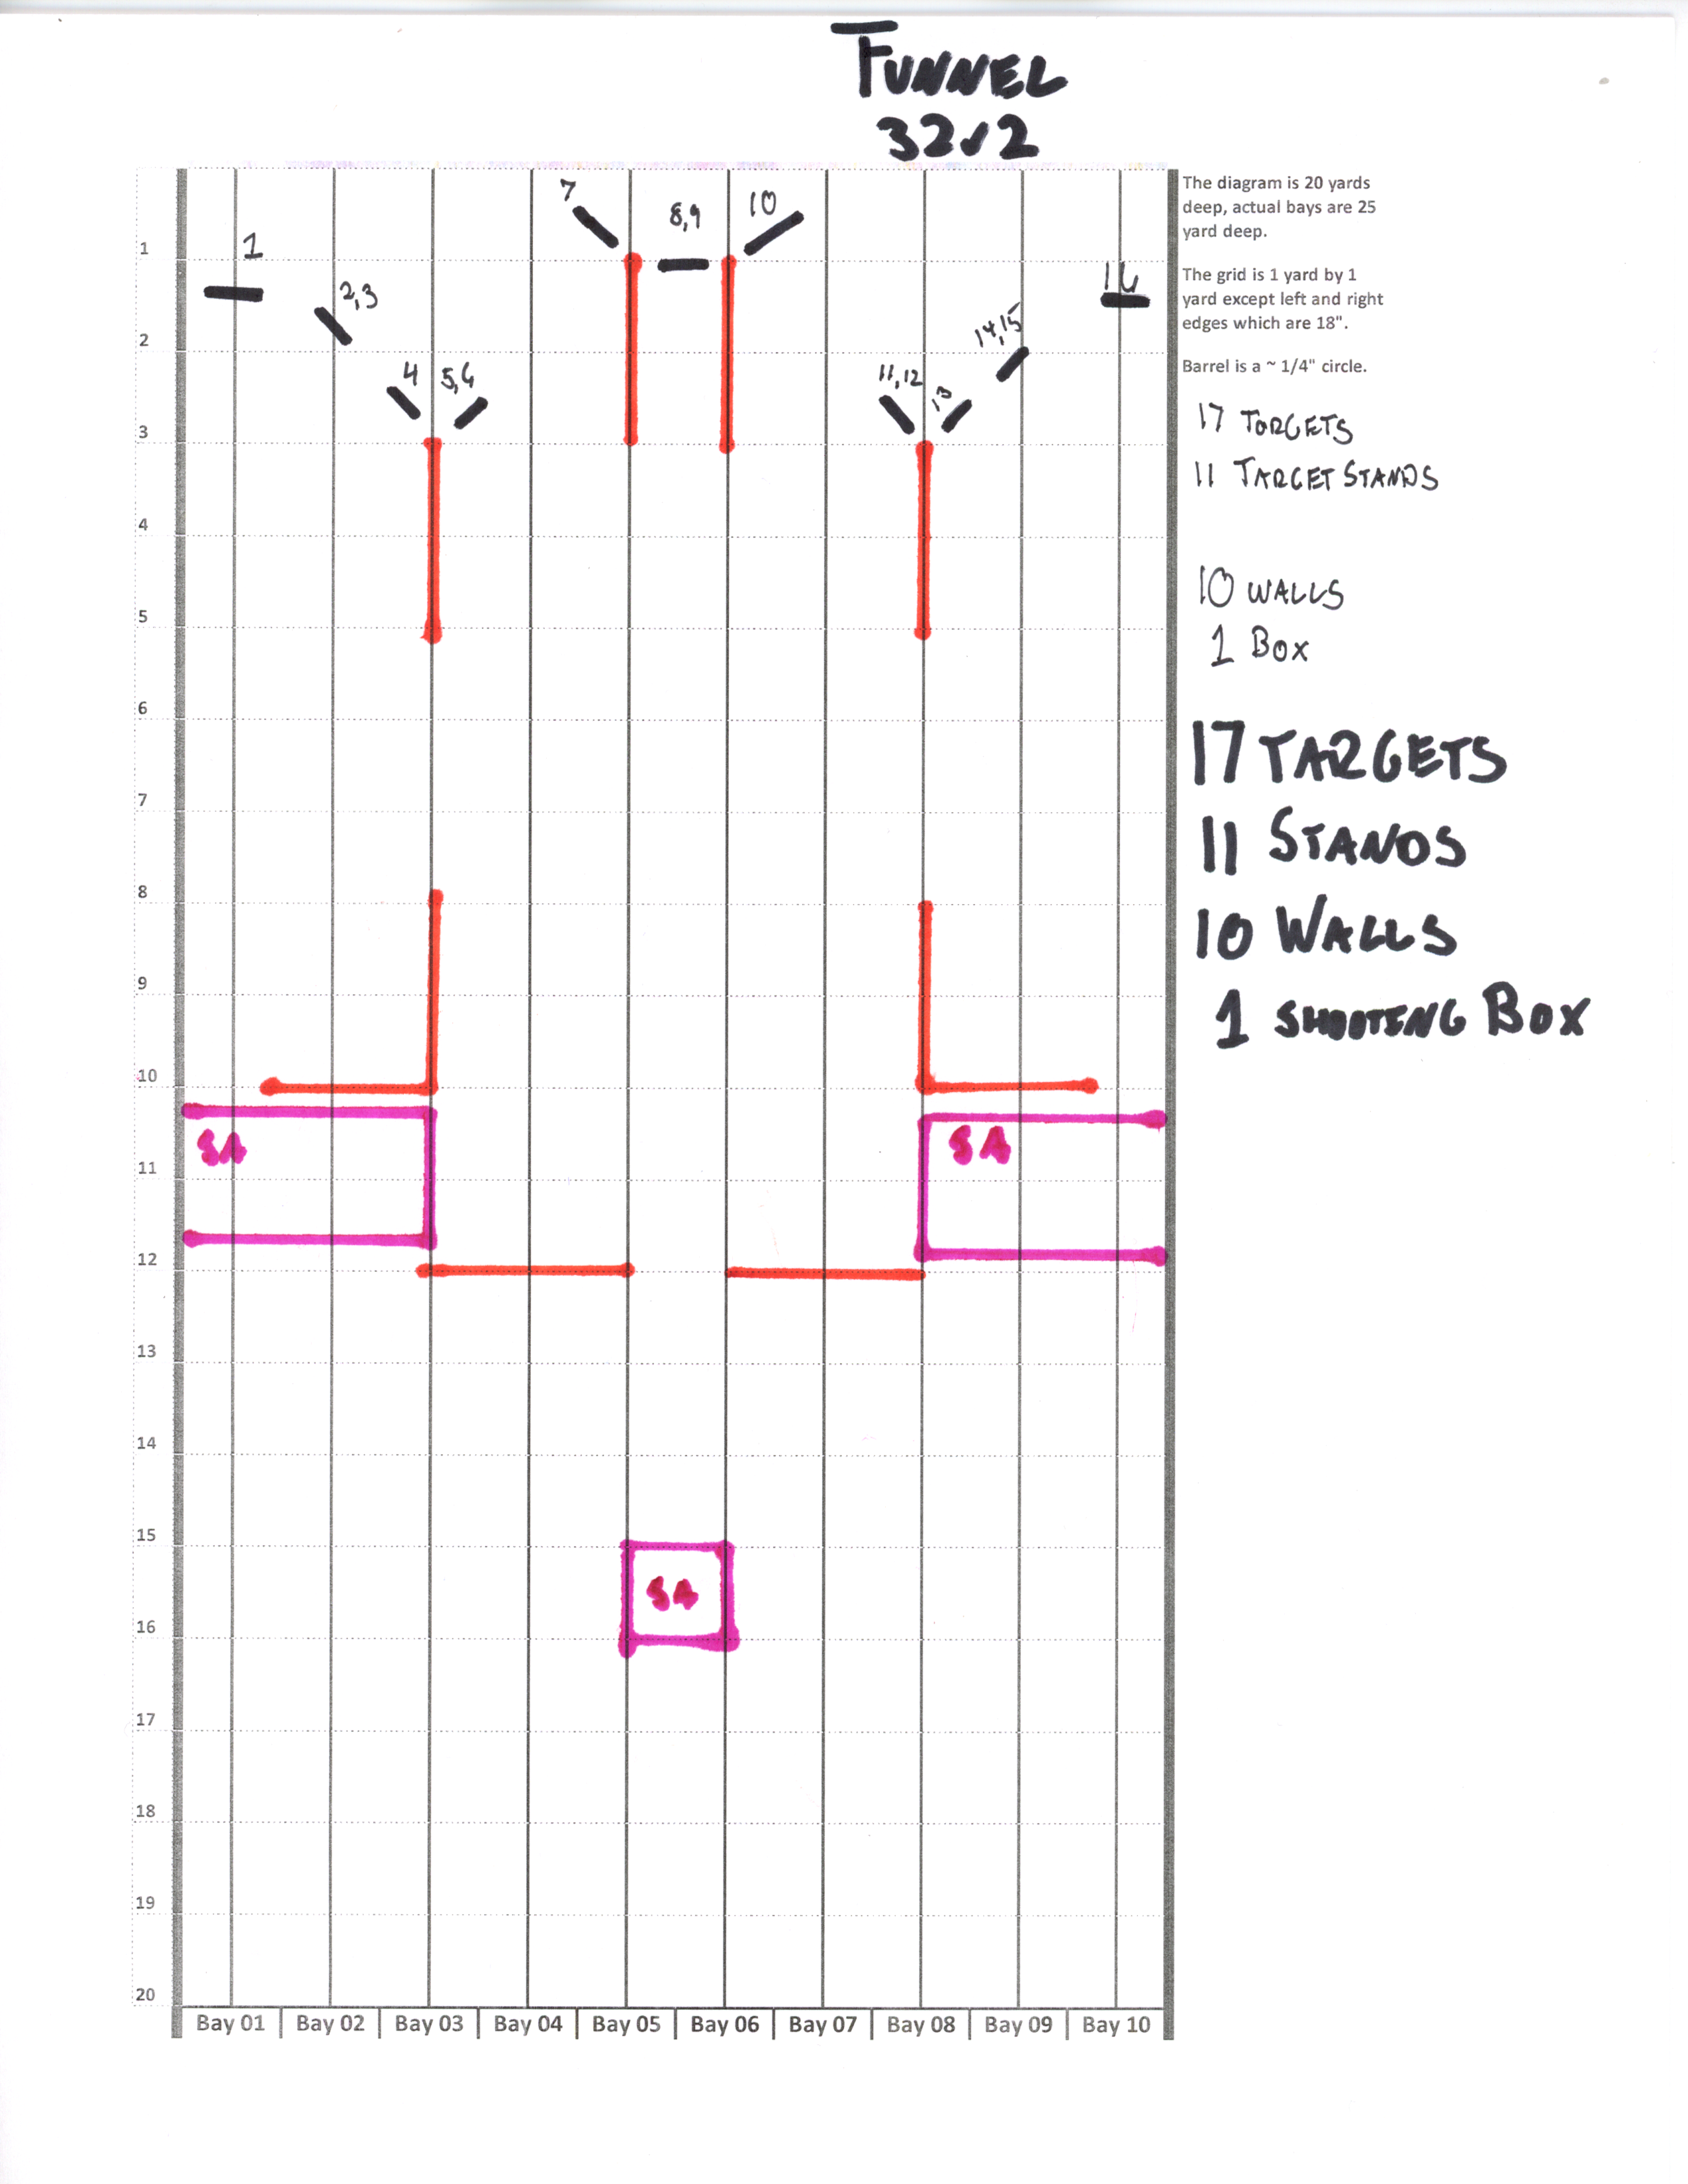 FUNNEL
32.2
The diagram is 20 yards
deep, actual bays are 25
yard deep.
The grid is 1 yard by 1
yard except left and right
edges which are 18".
Barrel is a ~ 1/4" circle.
17 TARGETS
11 TARGET STANDS
10 WALLS
1 BOX
17 TARGETS
11 STANDS
10 WALLS
1 SHOOTING BOX
7
8,9
10
1
2,3
16
14,15
4
5,6
11,12
13
1
2
3
4
5
6
7
8
9
10
11
12
13
14
15
16
17
18
19
20
SA
SA
SA
Bay 01 Bay 02 Bay 03 Bay 04 Bay 05 Bay 06 Bay 07 Bay 08 Bay 09 Bay 10